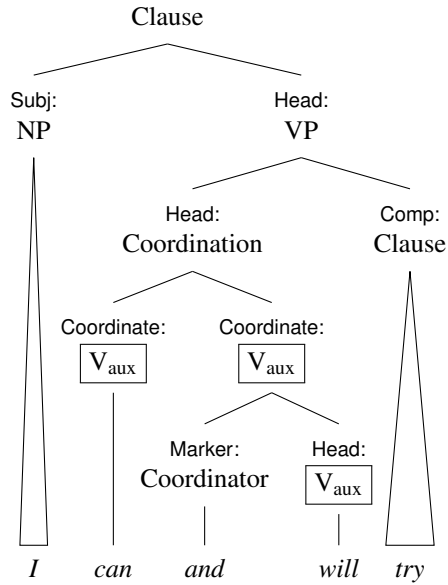 Clause
Subj: Head:
NP VP
Head: Comp:
Coordination Clause
Coordinate: Coordinate:
Vaux Vaux
Marker: Head:
Coordinator Vaux
I can and will try